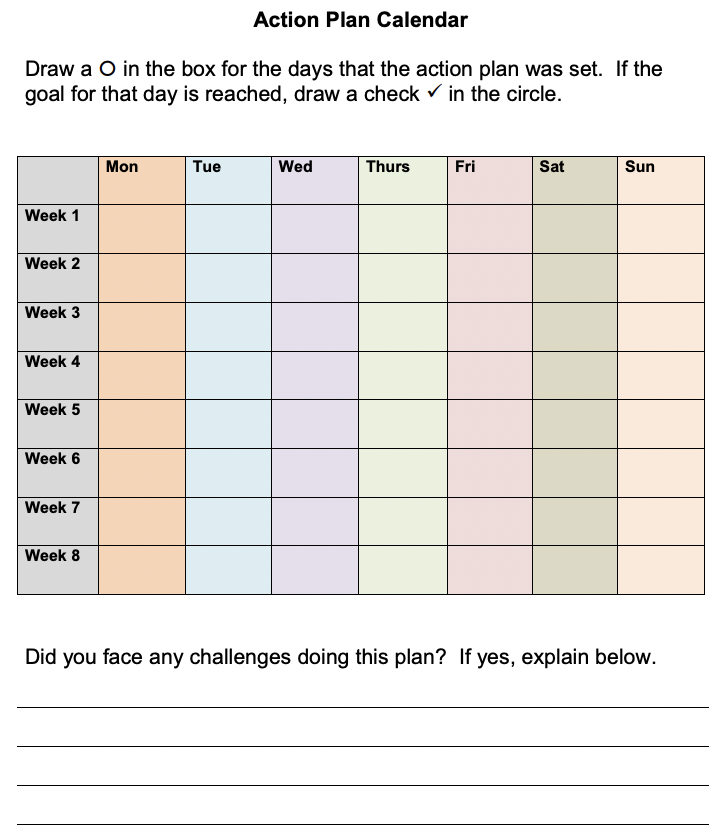 Action Plan Calendar
Draw a O in the box for the days that the action plan was set.  If the
goal for that day is reached, draw a check ✓ in the circle.
Mon Tue Wed Thurs Fri Sat Sun
Week 1
Week 2
Week 3
Week 4
Week 5
Week 6
Week 7
Week 8
Did you face any challenges doing this plan?  If yes, explain below.